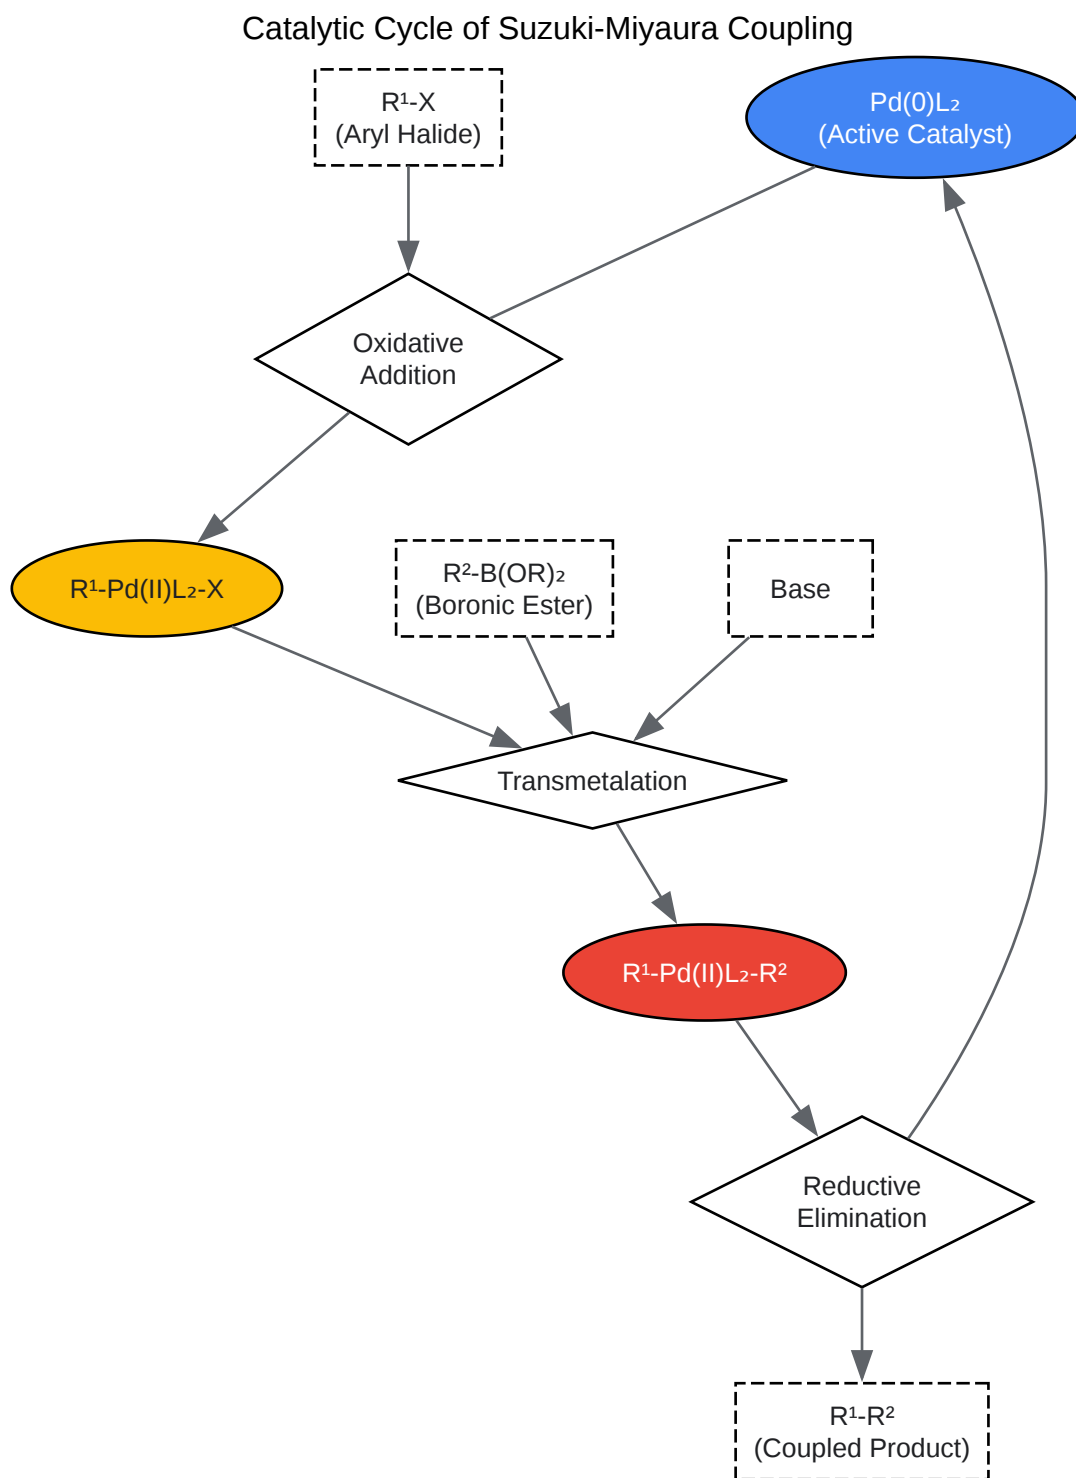 Catalytic Cycle of Suzuki-Miyaura Coupling
R¹-X
(Aryl Halide)
Pd(0)L₂
(Active Catalyst)
Oxidative
Addition
R¹-Pd(II)L₂-X
R²-B(OR)₂
(Boronic Ester)
Base
Transmetalation
R¹-Pd(II)L₂-R²
Reductive
Elimination
R¹-R²
(Coupled Product)